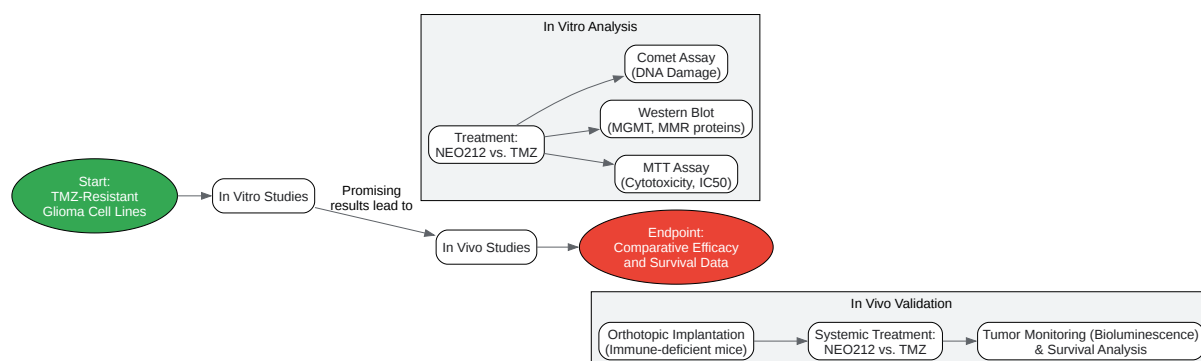 In Vitro Analysis
Comet Assay
(DNA Damage)
Western Blot
(MGMT, MMR proteins)
Treatment:
NEO212 vs. TMZ
MTT Assay
(Cytotoxicity, IC50)
Start:
TMZ-Resistant
Glioma Cell Lines
In Vitro Studies
Promising
results lead to
In Vivo Studies
Endpoint:
Comparative Efficacy
and Survival Data
In Vivo Validation
Orthotopic Implantation
(Immune-deficient mice)
Systemic Treatment:
NEO212 vs. TMZ
Tumor Monitoring (Bioluminescence)
& Survival Analysis